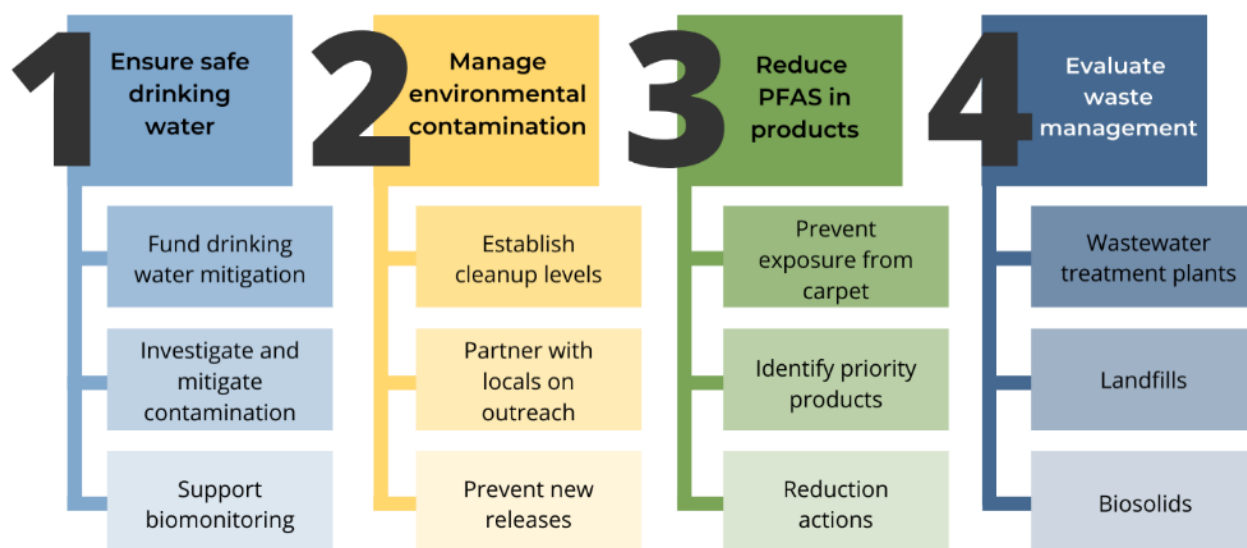 1
Ensure safe
drinking
water
Fund drinking
water mitigation
Investigate and
mitigate
contamination
Support
biomonitoring
2
Manage
environmental
contamination
Establish
cleanup levels
Partner with
locals on
outreach
Prevent new
releases
3
Reduce
PFAS in
products
Prevent
exposure from
carpet
Identify priority
products
Reduction
actions
4
Evaluate
waste
management
Wastewater
treatment plants
Landfills
Biosolids